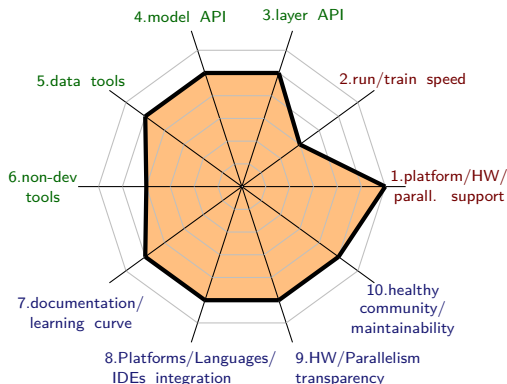 4.model API
3.layer API
5.data tools
2.run/train speed
6.non-dev
tools
1.platform/HW/
parall. support
7.documentation/
learning curve
10.healthy
community/
maintainability
8.Platforms/Languages/
IDEs integration
9.HW/Parallelism
transparency